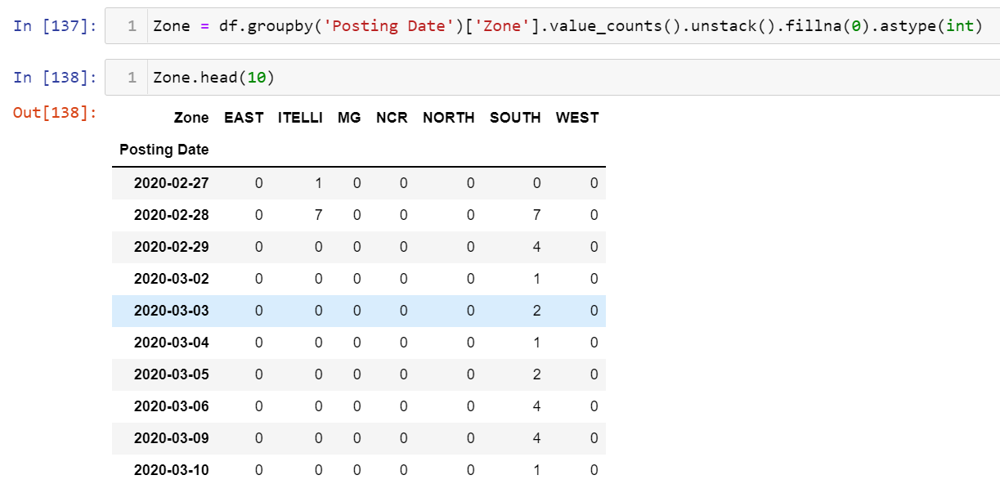 In [137]: 1 Zone = df.groupby('Posting Date')['Zone'].value_counts().unstack().fillna(0).astype(int)
In [138]: 1 Zone.head(10)
Out[138]:
Zone EAST ITELLI MG NCR NORTH SOUTH WEST
Posting Date
2020-02-27 0 1 0 0 0 0 0
2020-02-28 0 7 0 0 0 7 0
2020-02-29 0 0 0 0 0 4 0
2020-03-02 0 0 0 0 0 1 0
2020-03-03 0 0 0 0 0 2 0
2020-03-04 0 0 0 0 0 1 0
2020-03-05 0 0 0 0 0 2 0
2020-03-06 0 0 0 0 0 4 0
2020-03-09 0 0 0 0 0 4 0
2020-03-10 0 0 0 0 0 1 0